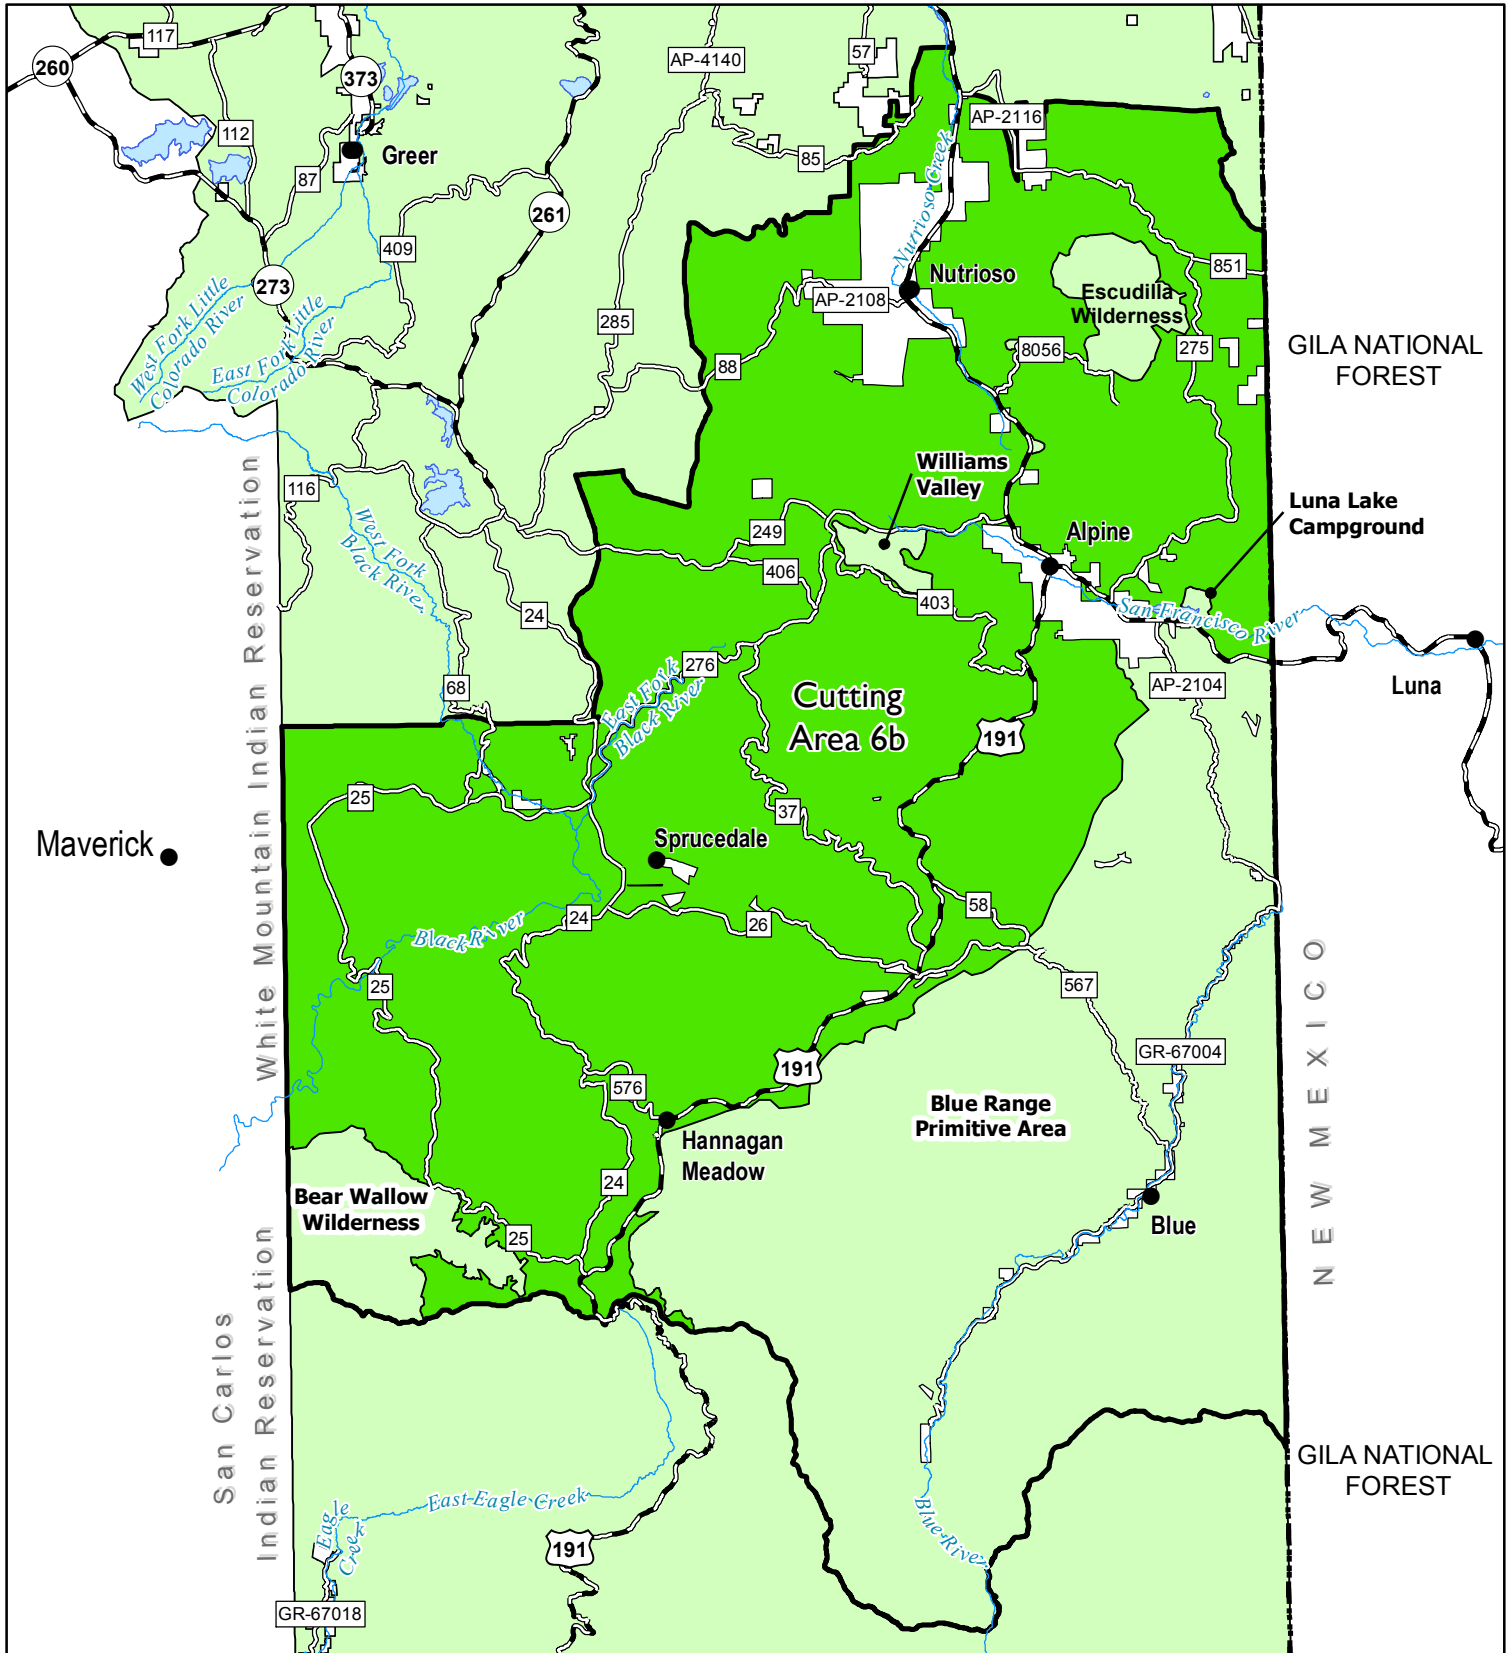 117
260
373
AP-4140
57
112
AP-2116
Greer
85
87
Nutrioso Creek
261
409
851
273
Nutrioso
AP-2108
Escudilla
Wilderness
West Fork Little
Colorado River
East Fork Little
Colorado River
285
8056
275
GILA NATIONAL
FOREST
88
Williams
Valley
116
Luna Lake
Campground
West Fork
Black River
249
Alpine
406
403
24
San Francisco River
276
East Fork
Black River
68
AP-2104
Luna
Cutting
Area 6b
191
White Mountain Indian Reservation
25
37
Maverick
Sprucedale
58
24
26
Black River
25
567
NEW MEXICO
GR-67004
191
576
Blue Range
Primitive Area
Hannagan
Meadow
24
Bear Wallow
Wilderness
Blue
25
San Carlos
Indian Reservation
GILA NATIONAL
FOREST
East Eagle Creek
Eagle
Creek
Blue River
191
GR-67018